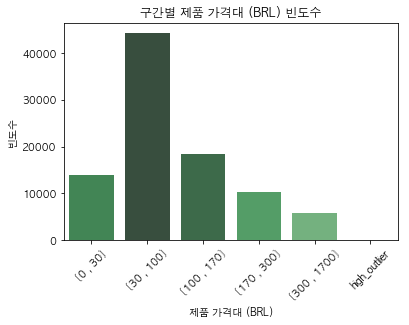 구간별 제품 가격대 (BRL) 빈도수
빈도수
40000
30000
20000
10000
0
(0 , 30)
(30 , 100)
(100 , 170)
(170 , 300)
(300 , 1700)
high_outlier
제품 가격대 (BRL)